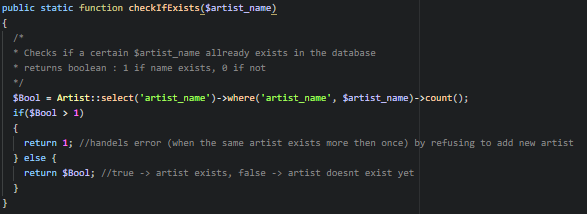 public static function checkIfExists($artist_name)
{
/*
* Checks if a certain $artist_name allready exists in the database
* returns boolean : 1 if name exists, 0 if not
*/
$Bool = Artist::select('artist_name')->where('artist_name', $artist_name)->count();
if($Bool > 1)
{
return 1; //handels error (when the same artist exists more then once) by refusing to add new artist
} else {
return $Bool; //true -> artist exists, false -> artist doesnt exist yet
}
}